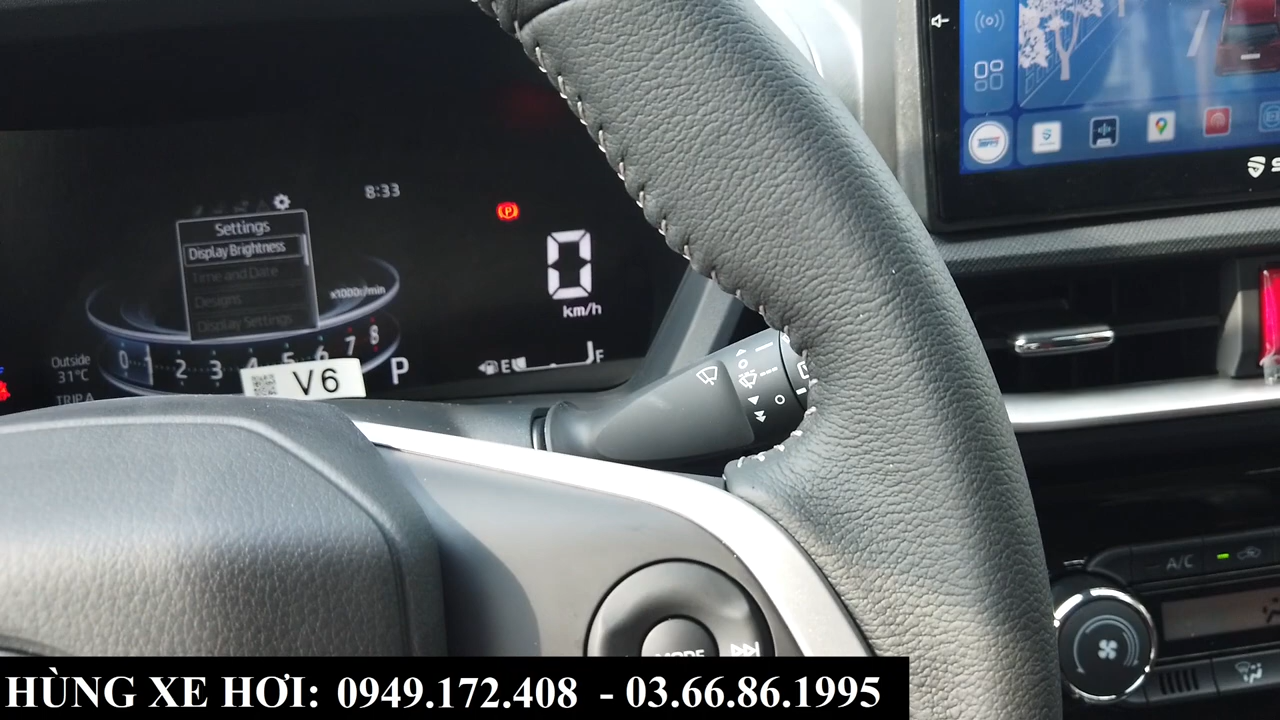 8:33
Settings
Display Brightness
Time and Date
Designs
Display Settings
x1000r/min
0
km/h
Outside
31°C
TRIP A
0 1 2 3 4 5 6 7 8
V6
P
E F
A/C
MODE
HÙNG XE HƠI: 0949.172.408 - 03.66.86.1995